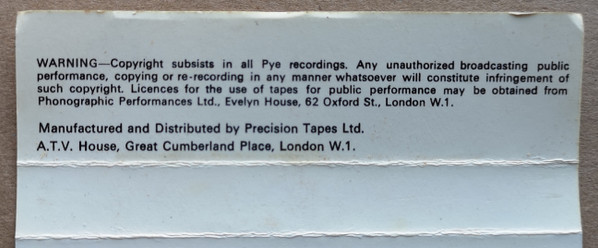 WARNING—Copyright subsists in all Pye recordings. Any unauthorized broadcasting public
performance, copying or re-recording in any manner whatsoever will constitute infringement of
such copyright. Licences for the use of tapes for public performance may be obtained from
Phonographic Performances Ltd., Evelyn House, 62 Oxford St., London W.1.
Manufactured and Distributed by Precision Tapes Ltd.
A.T.V. House, Great Cumberland Place, London W.1.